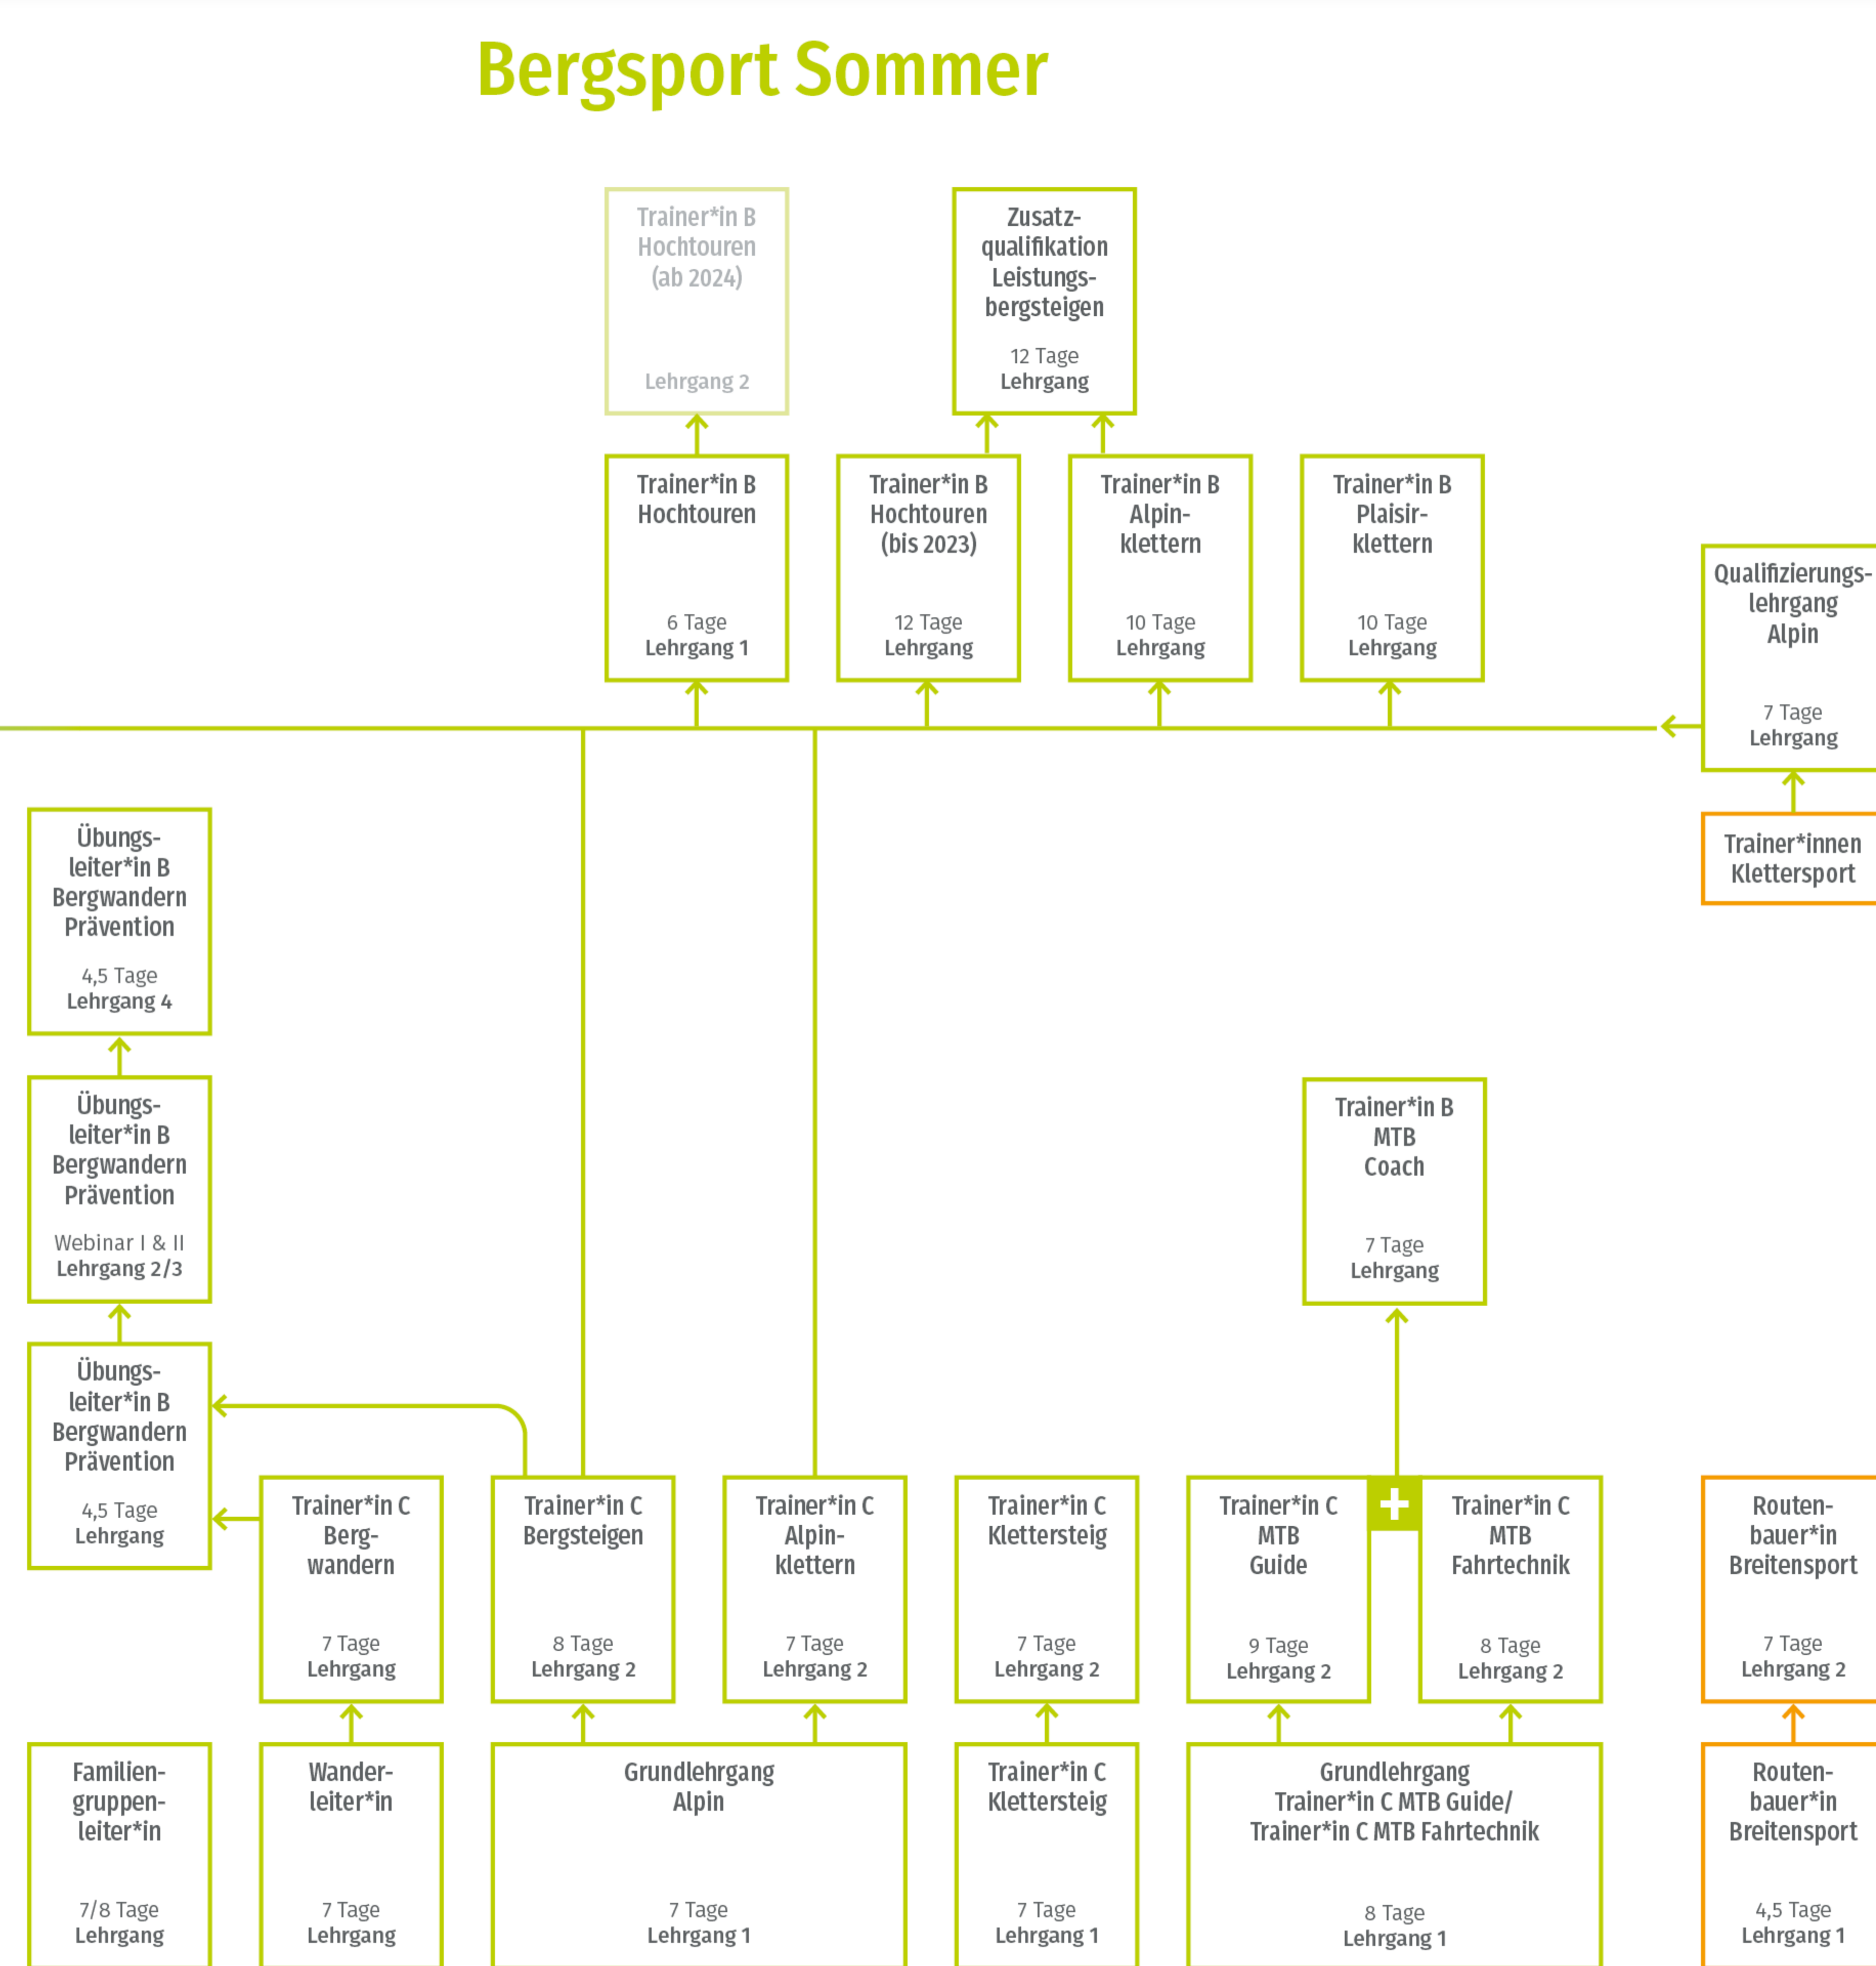 Bergsport Sommer
Trainer*in B
Hochtouren
(ab 2024)
Lehrgang 2
Zusatz-
qualifikation
Leistungs-
bergsteigen
12 Tage
Lehrgang
Trainer*in B
Hochtouren
6 Tage
Lehrgang 1
Trainer*in B
Hochtouren
(bis 2023)
12 Tage
Lehrgang
Trainer*in B
Alpin-
klettern
10 Tage
Lehrgang
Trainer*in B
Plaisir-
klettern
10 Tage
Lehrgang
Qualifizierungs-
lehrgang
Alpin
7 Tage
Lehrgang
Trainer*innen
Klettersport
Übungs-
leiter*in B
Bergwandern
Prävention
4,5 Tage
Lehrgang 4
Übungs-
leiter*in B
Bergwandern
Prävention
Webinar I & II
Lehrgang 2/3
Trainer*in B
MTB
Coach
7 Tage
Lehrgang
Übungs-
leiter*in B
Bergwandern
Prävention
4,5 Tage
Lehrgang
Trainer*in C
Berg-
wandern
7 Tage
Lehrgang
Trainer*in C
Bergsteigen
8 Tage
Lehrgang 2
Trainer*in C
Alpin-
klettern
7 Tage
Lehrgang 2
Trainer*in C
Klettersteig
7 Tage
Lehrgang 2
Trainer*in C
MTB
Guide
9 Tage
Lehrgang 2
+
Trainer*in C
MTB
Fahrtechnik
8 Tage
Lehrgang 2
Routen-
bauer*in
Breitensport
7 Tage
Lehrgang 2
Familien-
gruppen-
leiter*in
7/8 Tage
Lehrgang
Wander-
leiter*in
7 Tage
Lehrgang
Grundlehrgang
Alpin
7 Tage
Lehrgang 1
Trainer*in C
Klettersteig
7 Tage
Lehrgang 1
Grundlehrgang
Trainer*in C MTB Guide/
Trainer*in C MTB Fahrtechnik
8 Tage
Lehrgang 1
Routen-
bauer*in
Breitensport
4,5 Tage
Lehrgang 1